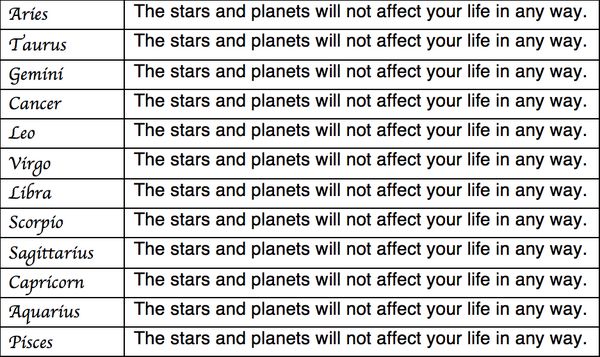 Aries The stars and planets will not affect your life in any way.
Taurus The stars and planets will not affect your life in any way.
Gemini The stars and planets will not affect your life in any way.
Cancer The stars and planets will not affect your life in any way.
Leo The stars and planets will not affect your life in any way.
Virgo The stars and planets will not affect your life in any way.
Libra The stars and planets will not affect your life in any way.
Scorpio The stars and planets will not affect your life in any way.
Sagittarius The stars and planets will not affect your life in any way.
Capricorn The stars and planets will not affect your life in any way.
Aquarius The stars and planets will not affect your life in any way.
Pisces The stars and planets will not affect your life in any way.